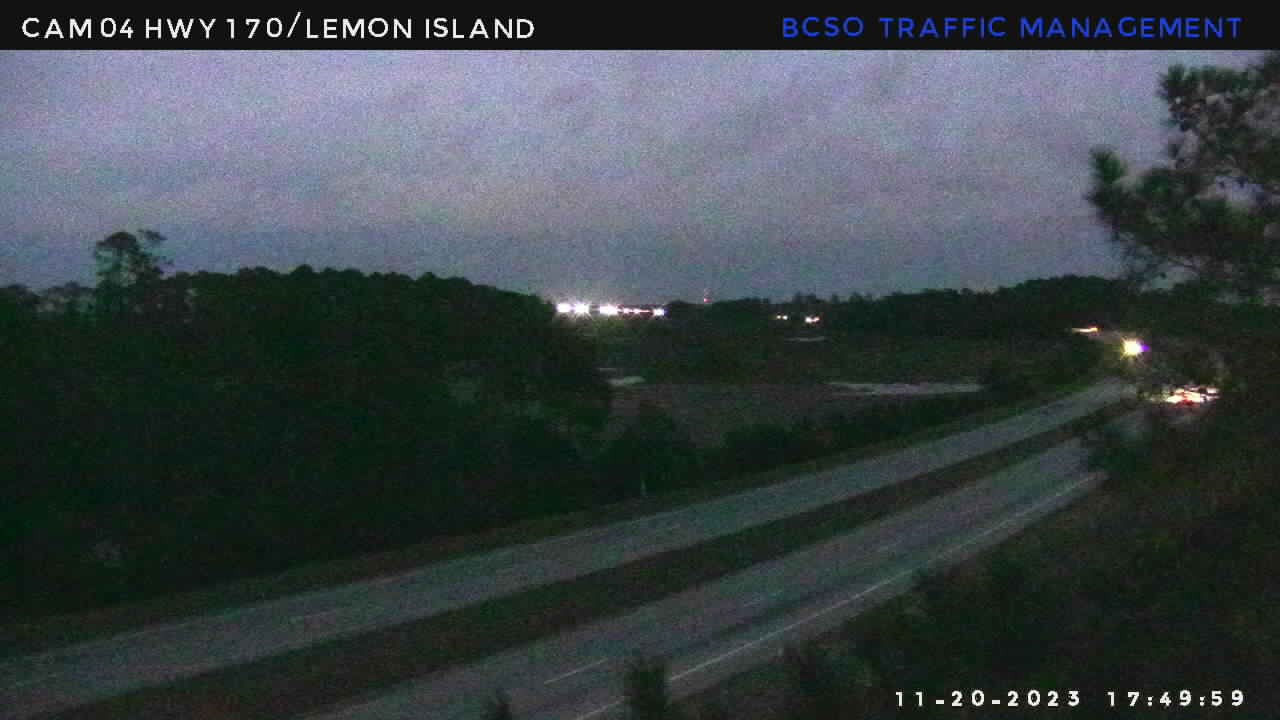 CAM04 HWY 170/LEMON ISLAND
BCSO TRAFFIC MANAGEMENT
11-20-2023 17:49:59